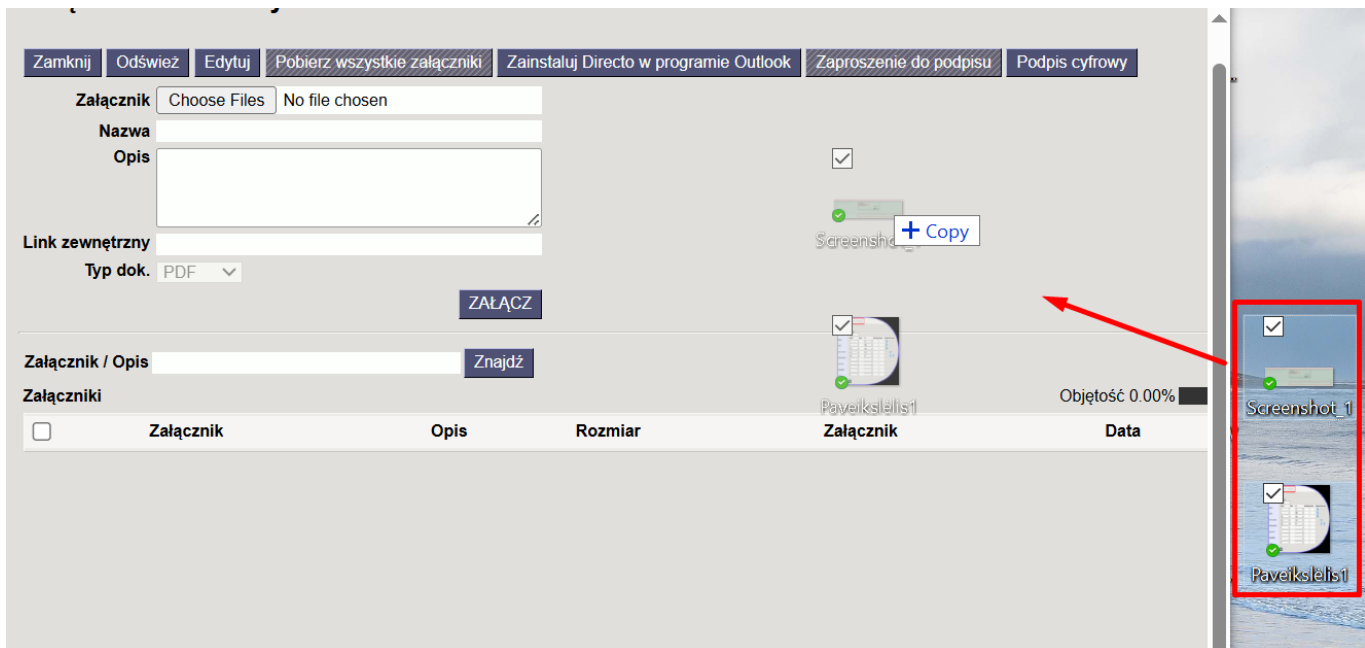 Zamknij Odśwież Edytuj Pobierz wszystkie załączniki Zainstaluj Directo w programie Outlook Zaproszenie do podpisu Podpis cyfrowy
Załącznik Choose Files No file chosen
Nazwa
Opis
Link zewnętrzny
Typ dok. PDF
ZAŁĄCZ
+ Copy
Załącznik / Opis Znajdź
Paveikslėlis1
Załączniki Objętość 0.00%
Screenshot_1
Załącznik Opis Rozmiar Załącznik Data
Paveikslėlis1